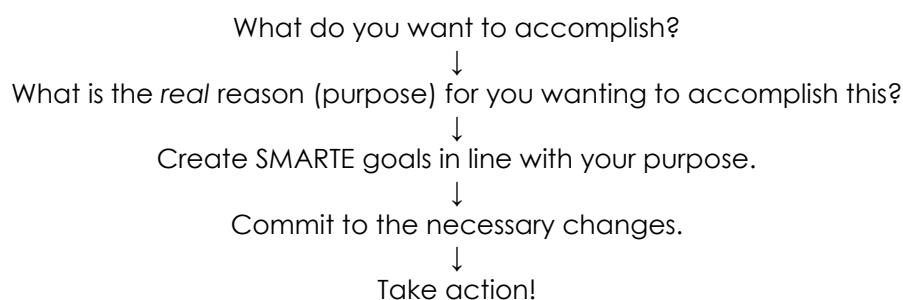 What do you want to accomplish?
↓
What is the real reason (purpose) for you wanting to accomplish this?
↓
Create SMARTE goals in line with your purpose.
↓
Commit to the necessary changes.
↓
Take action!